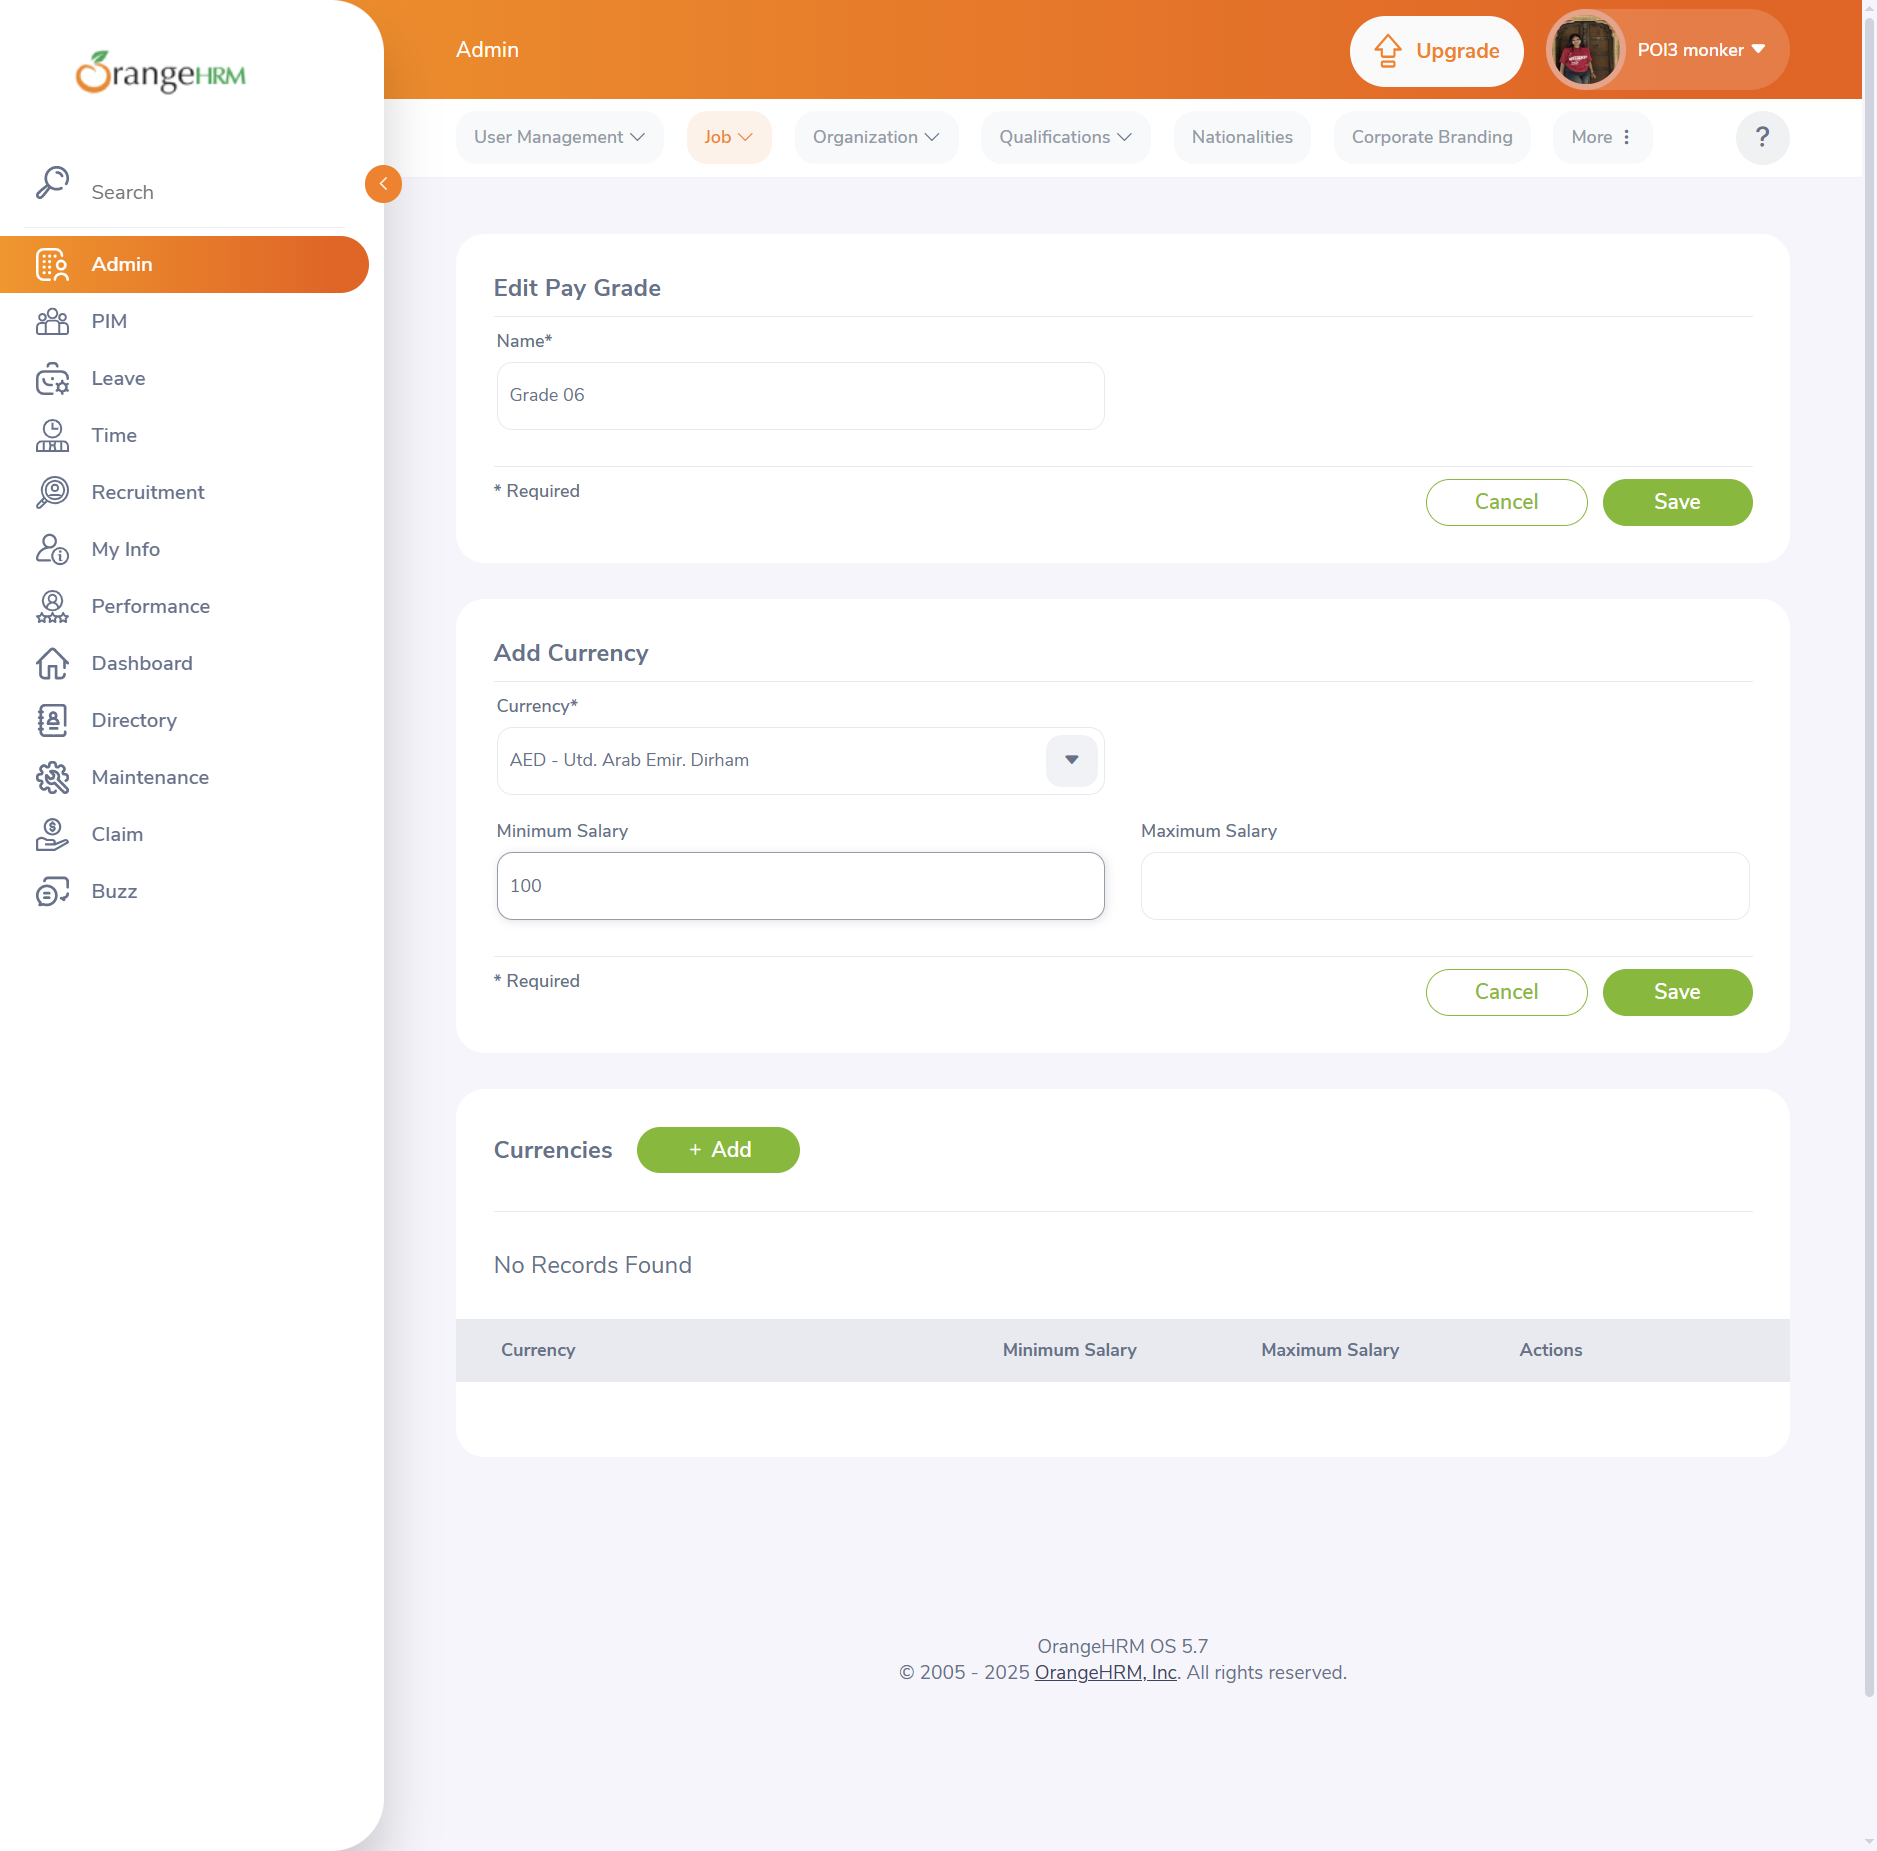 OrangeHRM
Admin
Upgrade
POI3 monker
User Management
Job
Organization
Qualifications
Nationalities
Corporate Branding
More
?
Search
Admin
PIM
Leave
Time
Recruitment
My Info
Performance
Dashboard
Directory
Maintenance
Claim
Buzz
Edit Pay Grade
Name*
Grade 06
* Required
Cancel
Save
Add Currency
Currency*
AED - Utd. Arab Emir. Dirham
Minimum Salary
Maximum Salary
100
* Required
Cancel
Save
Currencies
+ Add
No Records Found
Currency
Minimum Salary
Maximum Salary
Actions
OrangeHRM OS 5.7
© 2005 - 2025 OrangeHRM, Inc. All rights reserved.